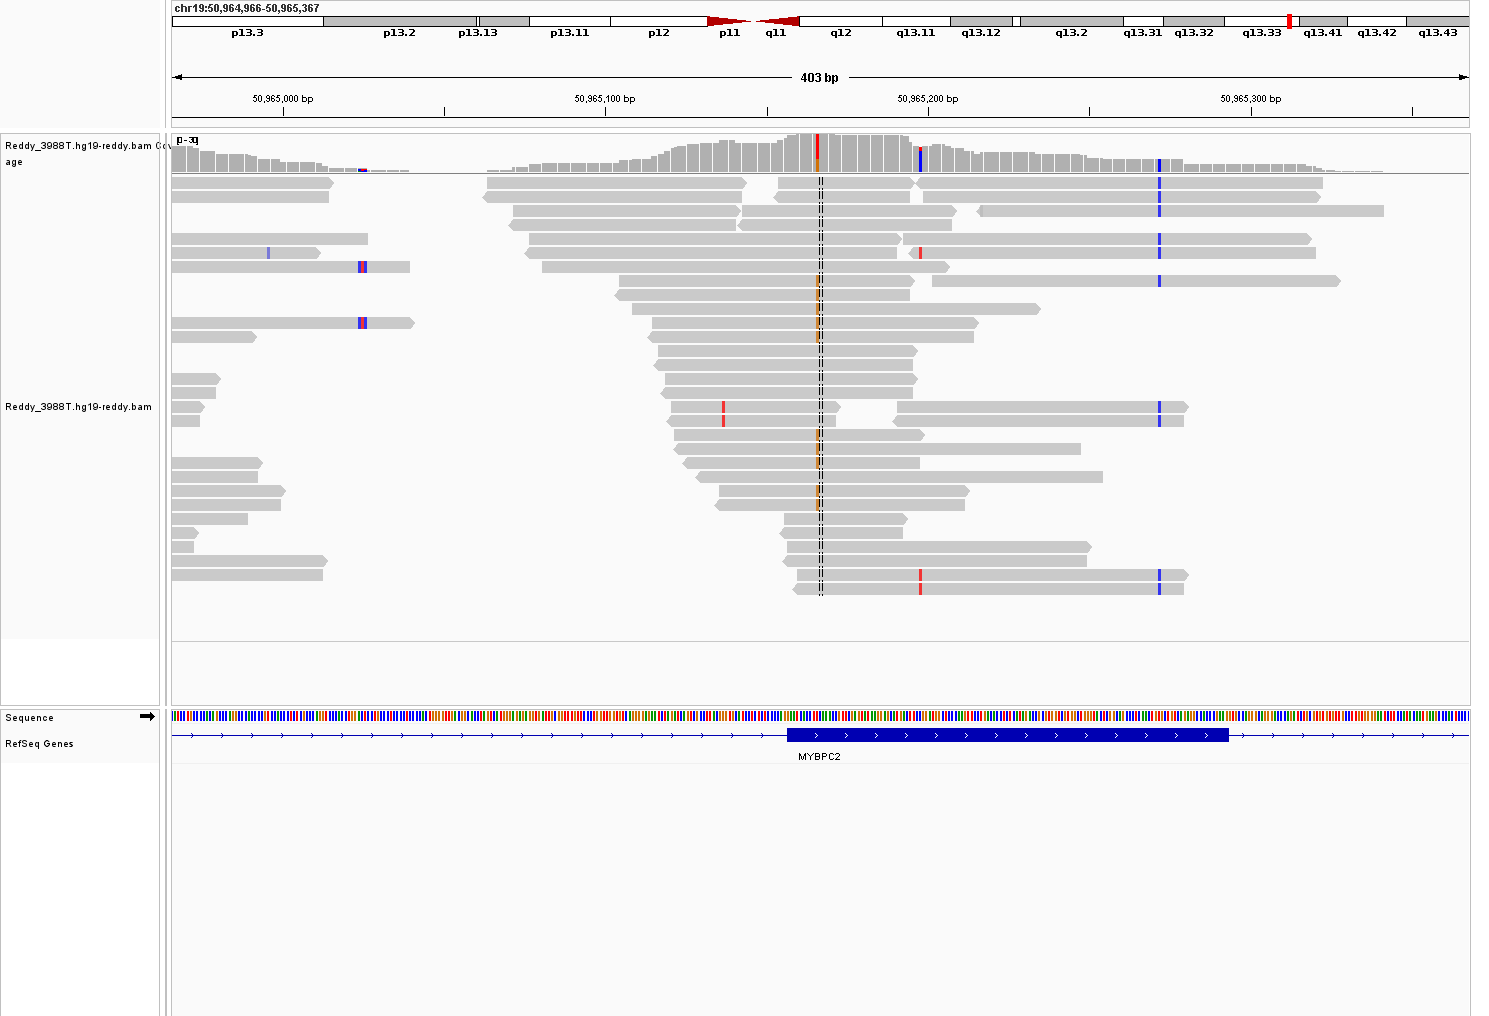 chr19:50,964,966-50,965,367
p13.3 p13.2 p13.13 p13.11 p12 p11 q11 q12 q13.11 q13.12 q13.2 q13.31 q13.32 q13.33 q13.41 q13.42 q13.43
403 bp
50,965,000 bp 50,965,100 bp 50,965,200 bp 50,965,300 bp
Reddy_3988T.hg19-reddy.bam
age
Reddy_3988T.hg19-reddy.bam
Sequence
RefSeq Genes
MYBPC2